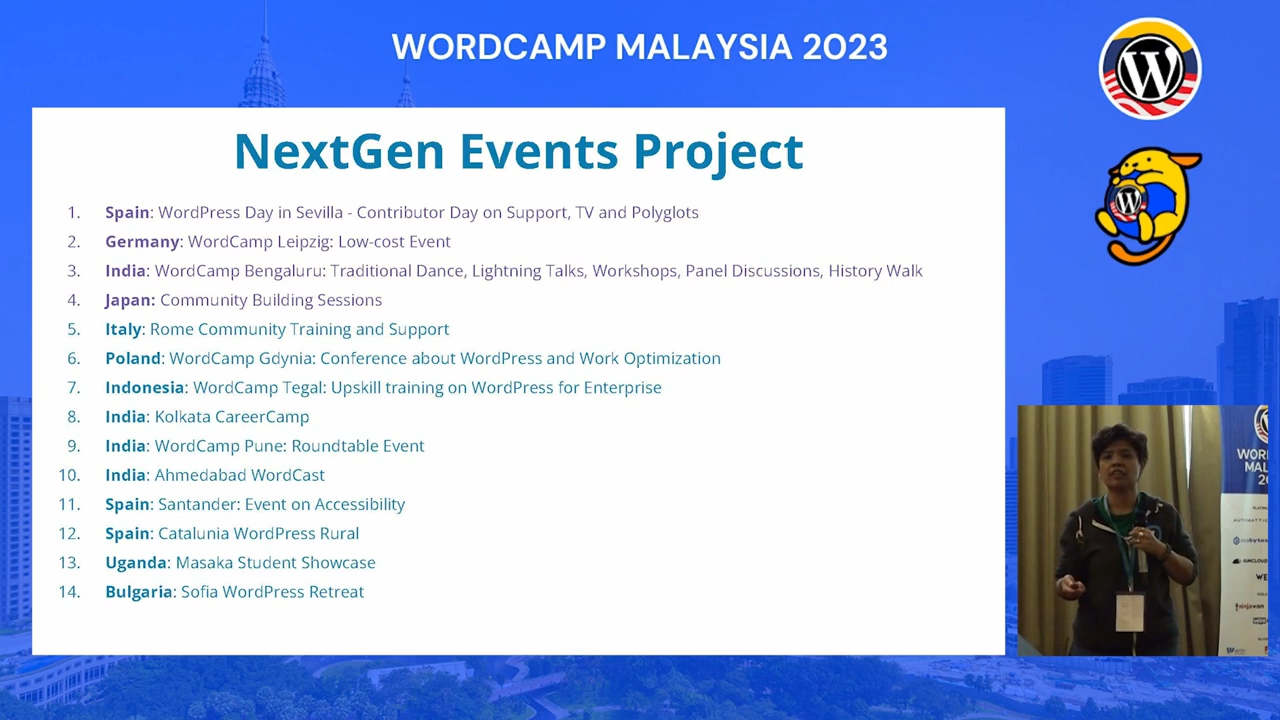 WORDCAMP MALAYSIA 2023
NextGen Events Project
1. Spain: WordPress Day in Sevilla - Contributor Day on Support, TV and Polyglots
2. Germany: WordCamp Leipzig: Low-cost Event
3. India: WordCamp Bengaluru: Traditional Dance, Lightning Talks, Workshops, Panel Discussions, History Walk
4. Japan: Community Building Sessions
5. Italy: Rome Community Training and Support
6. Poland: WordCamp Gdynia: Conference about WordPress and Work Optimization
7. Indonesia: WordCamp Tegal: Upskill training on WordPress for Enterprise
8. India: Kolkata CareerCamp
9. India: WordCamp Pune: Roundtable Event
10. India: Ahmedabad WordCast
11. Spain: Santander: Event on Accessibility
12. Spain: Catalunia WordPress Rural
13. Uganda: Masaka Student Showcase
14. Bulgaria: Sofia WordPress Retreat
W
WOR
MAL
2
ninjavan